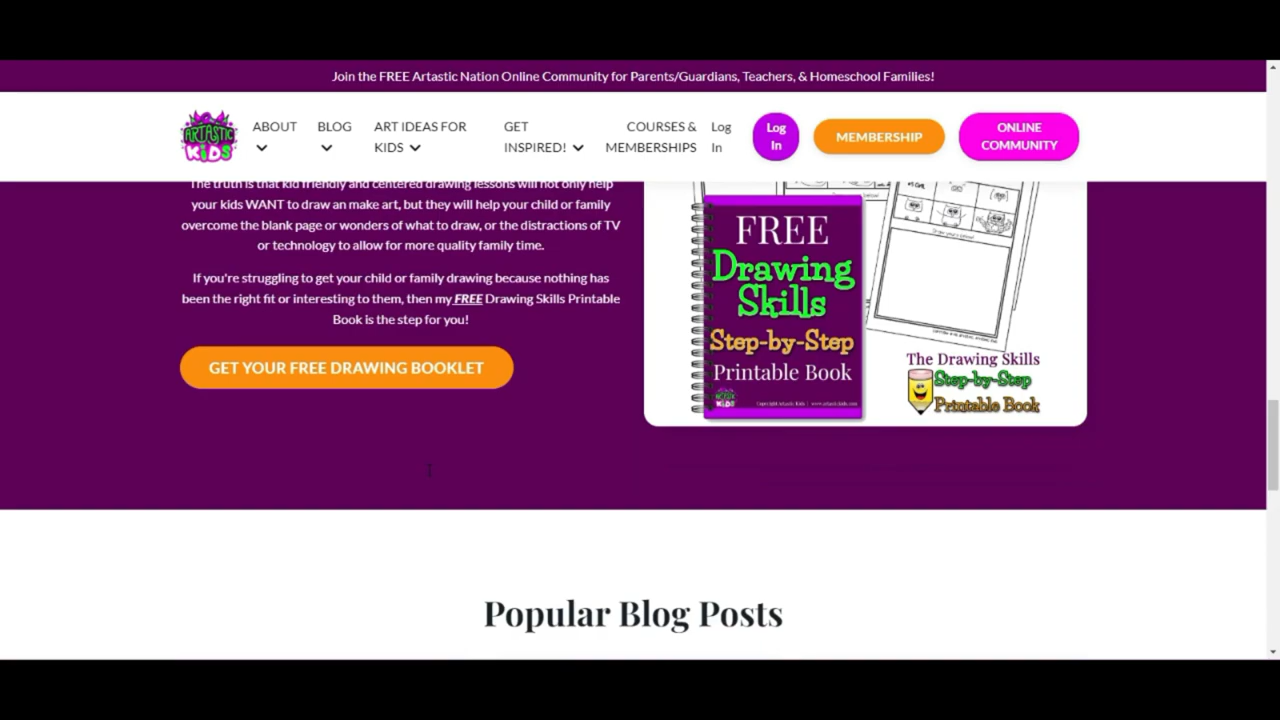 Join the FREE Artastic Nation Online Community for Parents/Guardians, Teachers, & Homeschool Families!
ARTASTIC
KiDS
ABOUT
BLOG
ART IDEAS FOR
KIDS
GET
INSPIRED!
COURSES &
MEMBERSHIPS
Log
In
Log
In
MEMBERSHIP
ONLINE
COMMUNITY
The truth is that kid friendly and centered drawing lessons will not only help
your kids WANT to draw an make art, but they will help your child or family
overcome the blank page or wonders of what to draw, or the distractions of TV
or technology to allow for more quality family time.
If you're struggling to get your child or family drawing because nothing has
been the right fit or interesting to them, then my FREE Drawing Skills Printable
Book is the step for you!
GET YOUR FREE DRAWING BOOKLET
FREE
Drawing
Skills
Step-by-Step
Printable Book
The Drawing Skills
Step-by-Step
Printable Book
Popular Blog Posts